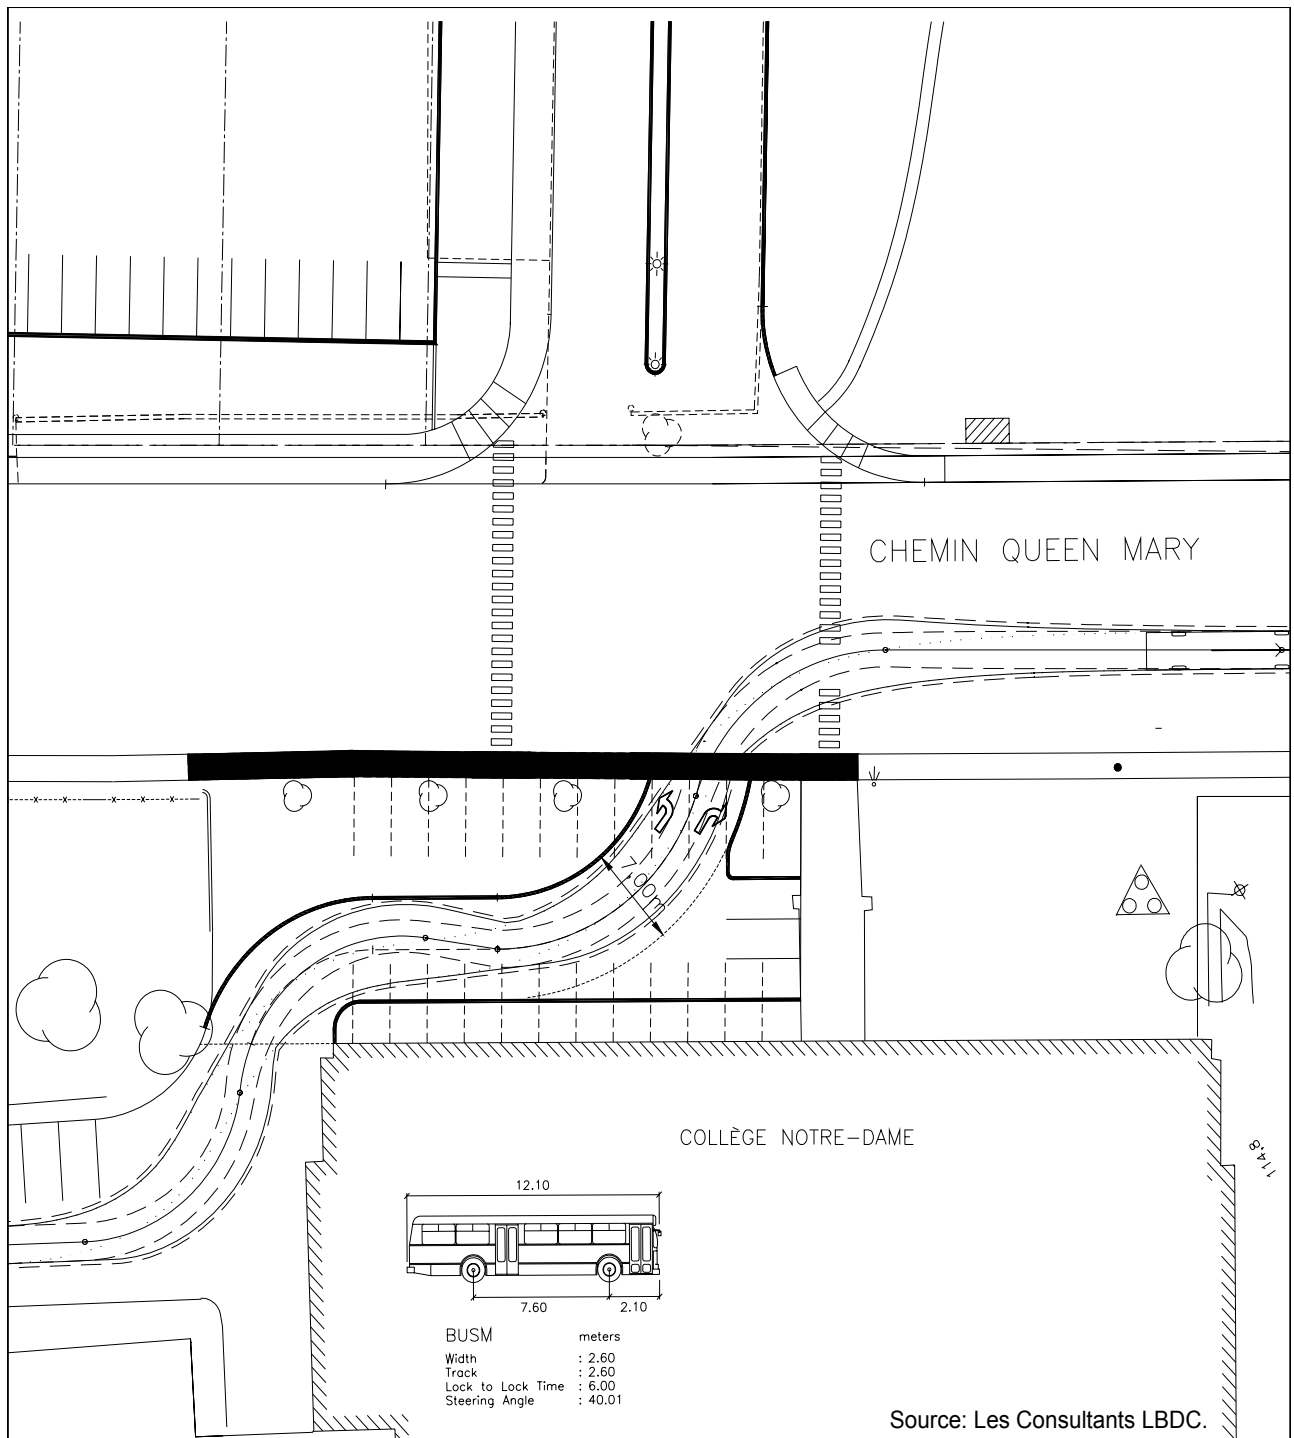 CHEMIN QUEEN MARY
7.00m
COLLÈGE NOTRE-DAME
114.8
12.10
7.60
2.10
BUSM meters
Width : 2.60
Track : 2.60
Lock to Lock Time : 6.00
Steering Angle : 40.01
Source: Les Consultants LBDC.